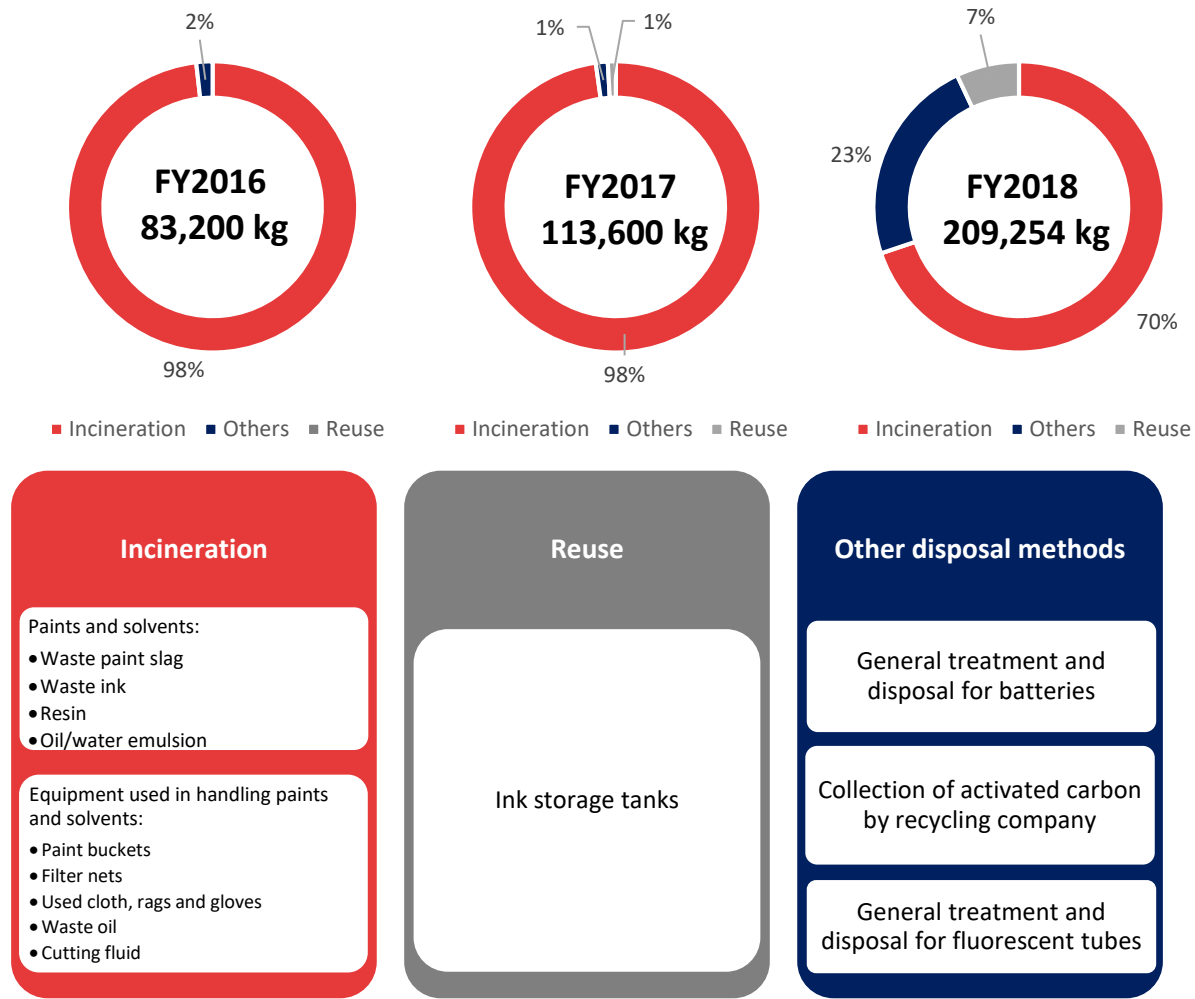 2%
FY2016
83,200 kg
98%
■ Incineration ■ Others ■ Reuse
1%
1%
FY2017
113,600 kg
98%
■ Incineration ■ Others ■ Reuse
7%
23%
FY2018
209,254 kg
70%
■ Incineration ■ Others ■ Reuse
Incineration
Paints and solvents:
• Waste paint slag
• Waste ink
• Resin
• Oil/water emulsion
Equipment used in handling paints
and solvents:
• Paint buckets
• Filter nets
• Used cloth, rags and gloves
• Waste oil
• Cutting fluid
Reuse
Ink storage tanks
Other disposal methods
General treatment and
disposal for batteries
Collection of activated carbon
by recycling company
General treatment and
disposal for fluorescent tubes